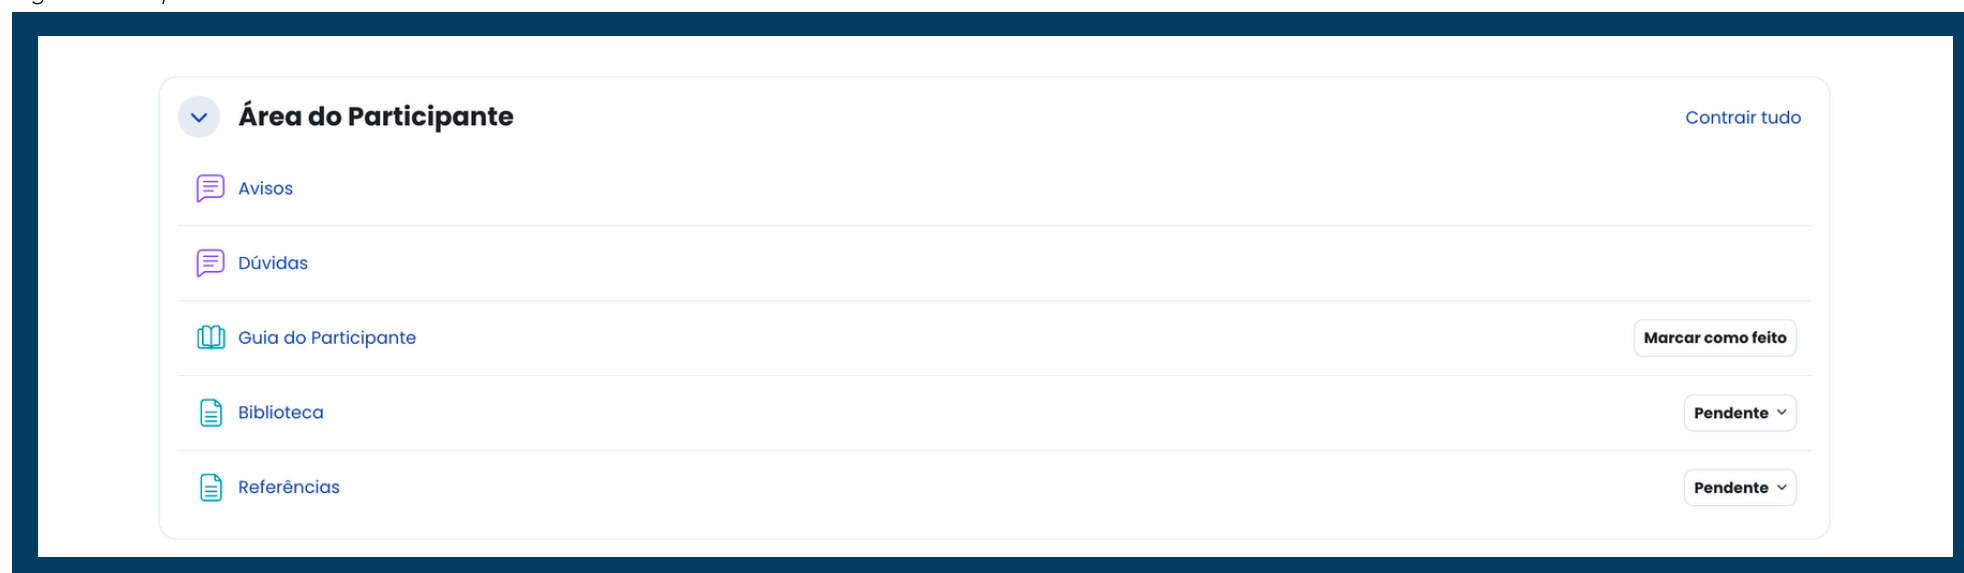 Área do Participante
Contrair tudo
Avisos
Dúvidas
Guia do Participante
Marcar como feito
Biblioteca
Pendente
Referências
Pendente